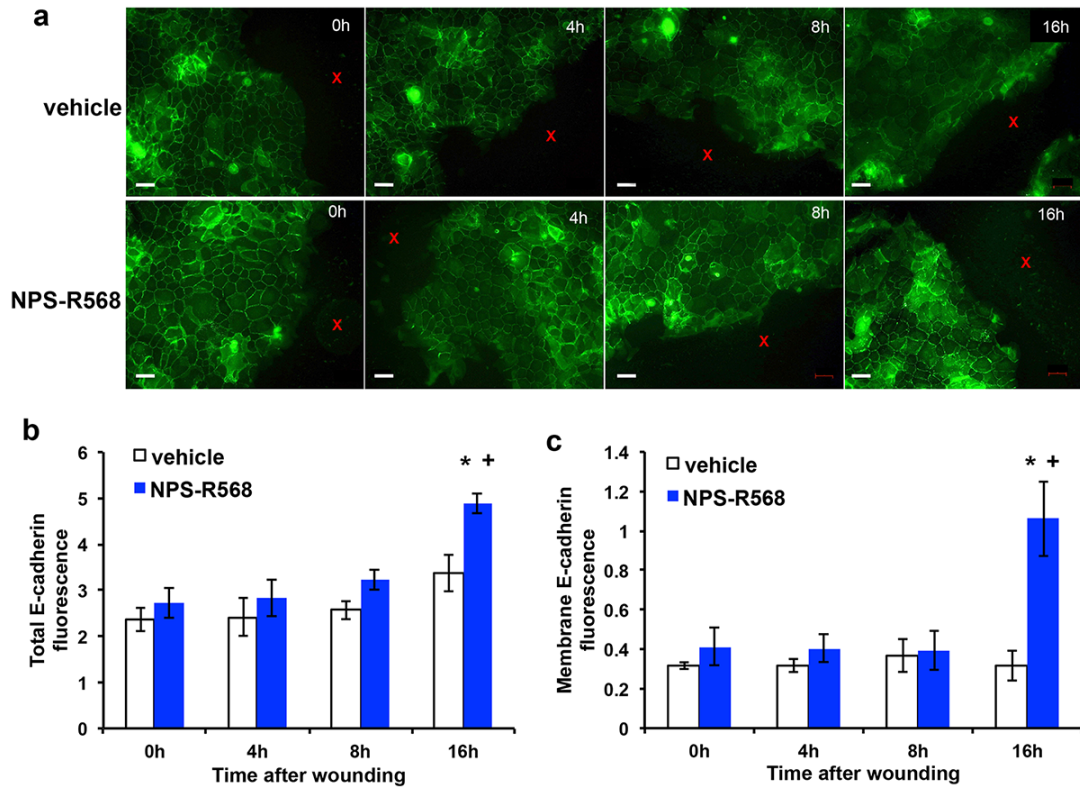 a
0h
4h
8h
16h
vehicle
X
X
X
X
0h
4h
8h
16h
NPS-R568
X
X
X
X
b
vehicle
NPS-R568
* +
6
5
4
3
2
1
0
Total E-cadherin
fluorescence
0h
4h
8h
16h
Time after wounding
c
vehicle
NPS-R568
* +
1.4
1.2
1
0.8
0.6
0.4
0.2
0
Membrane E-cadherin
fluorescence
0h
4h
8h
16h
Time after wounding